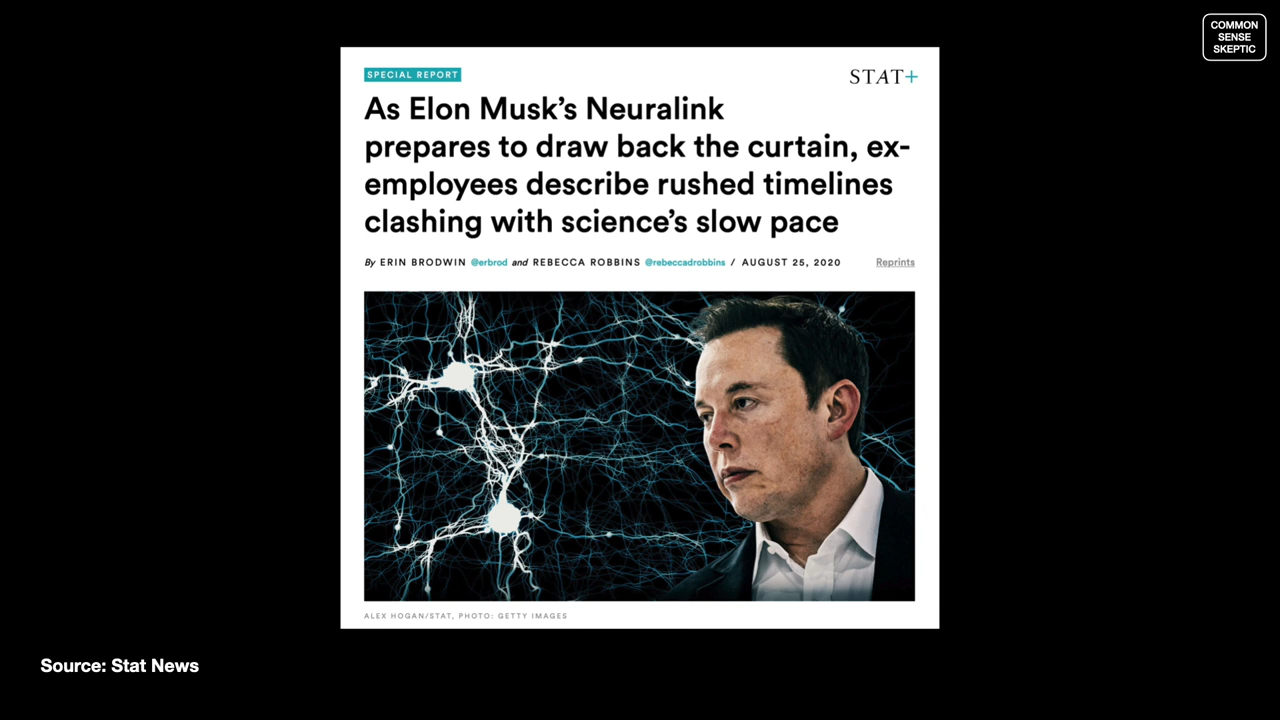 COMMON
SENSE
SKEPTIC
SPECIAL REPORT
STAT+
As Elon Musk’s Neuralink
prepares to draw back the curtain, ex-
employees describe rushed timelines
clashing with science’s slow pace
By ERIN BRODWIN @erbrod and REBECCA ROBBINS @rebeccadrobbins / AUGUST 25, 2020
Reprints
ALEX HOGAN/STAT, PHOTO: GETTY IMAGES
Source: Stat News